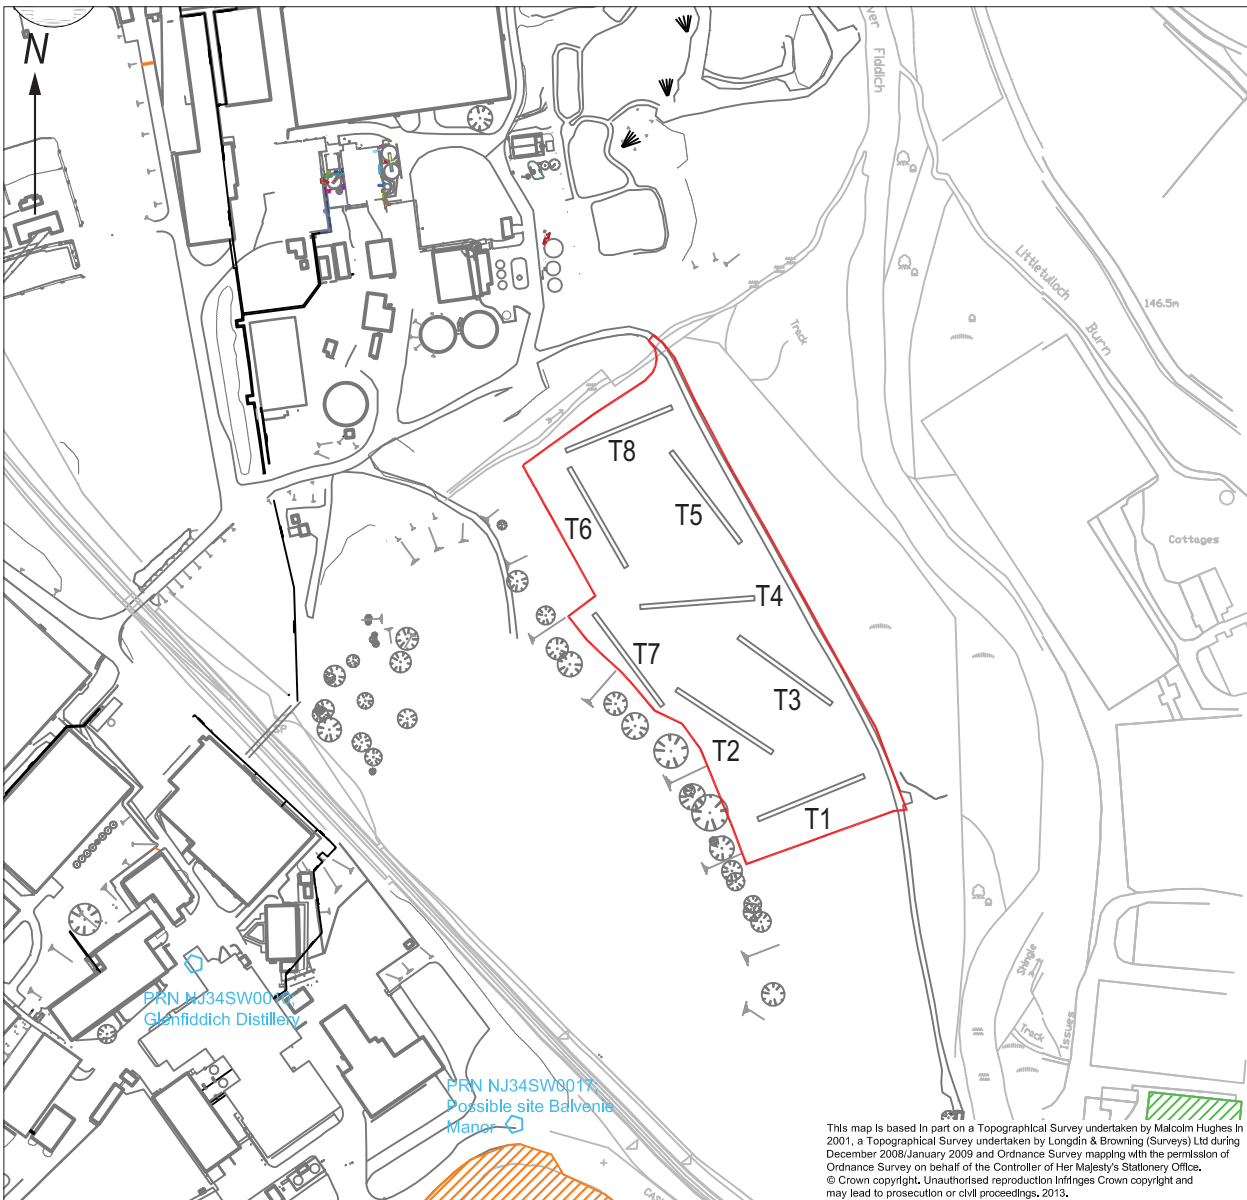 N
ver
Fiddich
Littletulloch
Burn
146.5m
Track
Cottages
T8
T5
T6
T4
T7
T3
T2
T1
SP
PRN NJ34SW0040:
Glenfiddich Distillery
PRN NJ34SW0017:
Possible site Balvenie
Manor
Shingle
Track
Issues
This map is based in part on a Topographical Survey undertaken by Malcolm Hughes in
2001, a Topographical Survey undertaken by Longdin & Browning (Surveys) Ltd during
December 2008/January 2009 and Ordnance Survey mapping with the permission of
Ordnance Survey on behalf of the Controller of Her Majesty's Stationery Office.
© Crown copyright. Unauthorised reproduction infringes Crown copyright and
may lead to prosecution or civil proceedings. 2013.